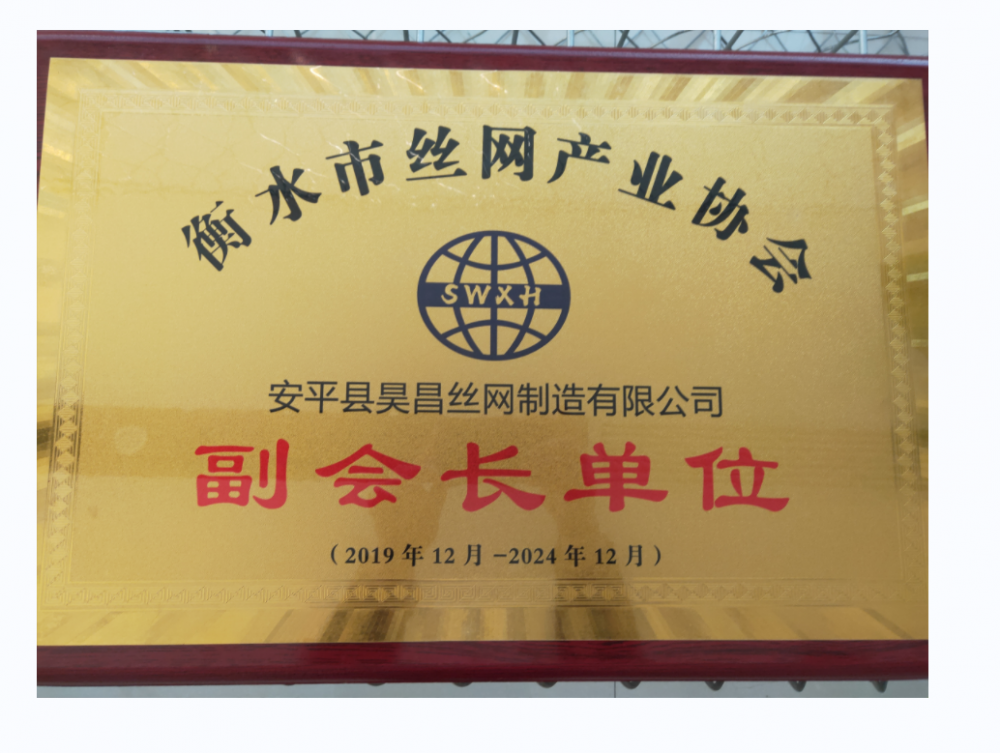 衡水市丝网产业协会
SWXH
安平县昊昌丝网制造有限公司
副会长单位
（2019年12月-2024年12月）